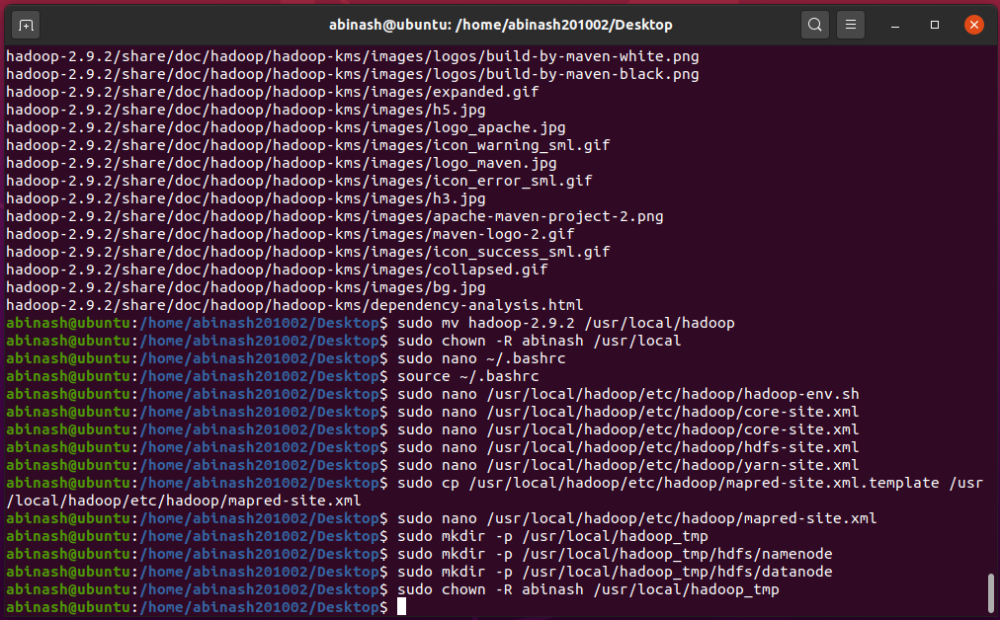 abinash@ubuntu: /home/abinash201002/Desktop
hadoop-2.9.2/share/doc/hadoop/hadoop-kms/images/logos/build-by-maven-white.png
hadoop-2.9.2/share/doc/hadoop/hadoop-kms/images/logos/build-by-maven-black.png
hadoop-2.9.2/share/doc/hadoop/hadoop-kms/images/expanded.gif
hadoop-2.9.2/share/doc/hadoop/hadoop-kms/images/h5.jpg
hadoop-2.9.2/share/doc/hadoop/hadoop-kms/images/logo_apache.jpg
hadoop-2.9.2/share/doc/hadoop/hadoop-kms/images/icon_warning_sml.gif
hadoop-2.9.2/share/doc/hadoop/hadoop-kms/images/logo_maven.jpg
hadoop-2.9.2/share/doc/hadoop/hadoop-kms/images/icon_error_sml.gif
hadoop-2.9.2/share/doc/hadoop/hadoop-kms/images/h3.jpg
hadoop-2.9.2/share/doc/hadoop/hadoop-kms/images/apache-maven-project-2.png
hadoop-2.9.2/share/doc/hadoop/hadoop-kms/images/maven-logo-2.gif
hadoop-2.9.2/share/doc/hadoop/hadoop-kms/images/icon_success_sml.gif
hadoop-2.9.2/share/doc/hadoop/hadoop-kms/images/collapsed.gif
hadoop-2.9.2/share/doc/hadoop/hadoop-kms/images/bg.jpg
hadoop-2.9.2/share/doc/hadoop/hadoop-kms/dependency-analysis.html
abinash@ubuntu:/home/abinash201002/Desktop$ sudo mv hadoop-2.9.2 /usr/local/hadoop
abinash@ubuntu:/home/abinash201002/Desktop$ sudo chown -R abinash /usr/local
abinash@ubuntu:/home/abinash201002/Desktop$ sudo nano ~/.bashrc
abinash@ubuntu:/home/abinash201002/Desktop$ source ~/.bashrc
abinash@ubuntu:/home/abinash201002/Desktop$ sudo nano /usr/local/hadoop/etc/hadoop/hadoop-env.sh
abinash@ubuntu:/home/abinash201002/Desktop$ sudo nano /usr/local/hadoop/etc/hadoop/core-site.xml
abinash@ubuntu:/home/abinash201002/Desktop$ sudo nano /usr/local/hadoop/etc/hadoop/core-site.xml
abinash@ubuntu:/home/abinash201002/Desktop$ sudo nano /usr/local/hadoop/etc/hadoop/hdfs-site.xml
abinash@ubuntu:/home/abinash201002/Desktop$ sudo nano /usr/local/hadoop/etc/hadoop/yarn-site.xml
abinash@ubuntu:/home/abinash201002/Desktop$ sudo cp /usr/local/hadoop/etc/hadoop/mapred-site.xml.template /usr
/local/hadoop/etc/hadoop/mapred-site.xml
abinash@ubuntu:/home/abinash201002/Desktop$ sudo nano /usr/local/hadoop/etc/hadoop/mapred-site.xml
abinash@ubuntu:/home/abinash201002/Desktop$ sudo mkdir -p /usr/local/hadoop_tmp
abinash@ubuntu:/home/abinash201002/Desktop$ sudo mkdir -p /usr/local/hadoop_tmp/hdfs/namenode
abinash@ubuntu:/home/abinash201002/Desktop$ sudo mkdir -p /usr/local/hadoop_tmp/hdfs/datanode
abinash@ubuntu:/home/abinash201002/Desktop$ sudo chown -R abinash /usr/local/hadoop_tmp
abinash@ubuntu:/home/abinash201002/Desktop$